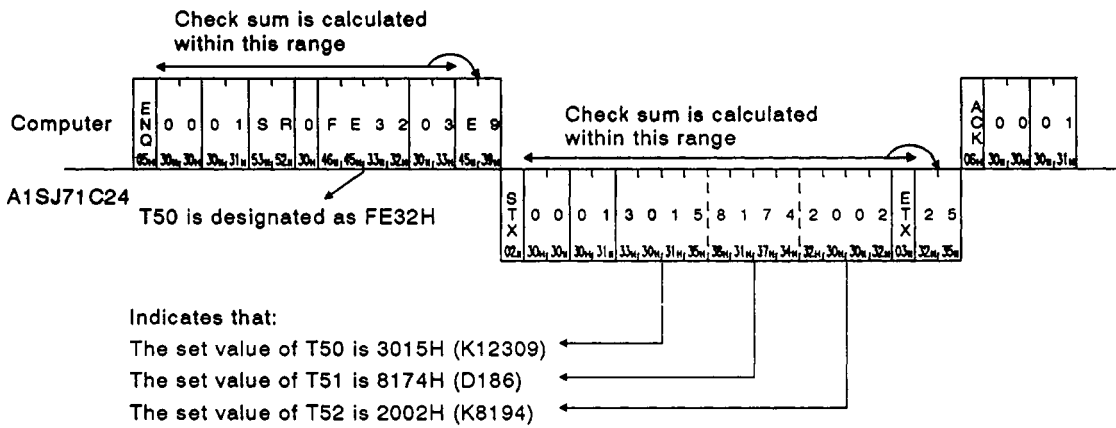 Check sum is calculated
within this range
Computer
ENQ 0 0 0 1 S R 0 F E 3 2 0 3 E 9
05H 30H, 30H 30H, 31H 53H, 52H 30H 46H, 45H, 33H, 32H 30H, 33H 45H, 39H
Check sum is calculated
within this range
ACK 0 0 0 1
06H 30H, 30H 30H, 31H
A1SJ71C24
T50 is designated as FE32H
STX 0 0 0 1 3 0 1 5 8 1 7 4 2 0 0 2 ETX 2 5
02H 30H, 30H 30H, 31H 33H, 30H, 31H, 35H 38H, 31H, 37H, 34H 32H, 30H, 30H, 32H 03H 32H, 35H
Indicates that:
The set value of T50 is 3015H (K12309)
The set value of T51 is 8174H (D186)
The set value of T52 is 2002H (K8194)